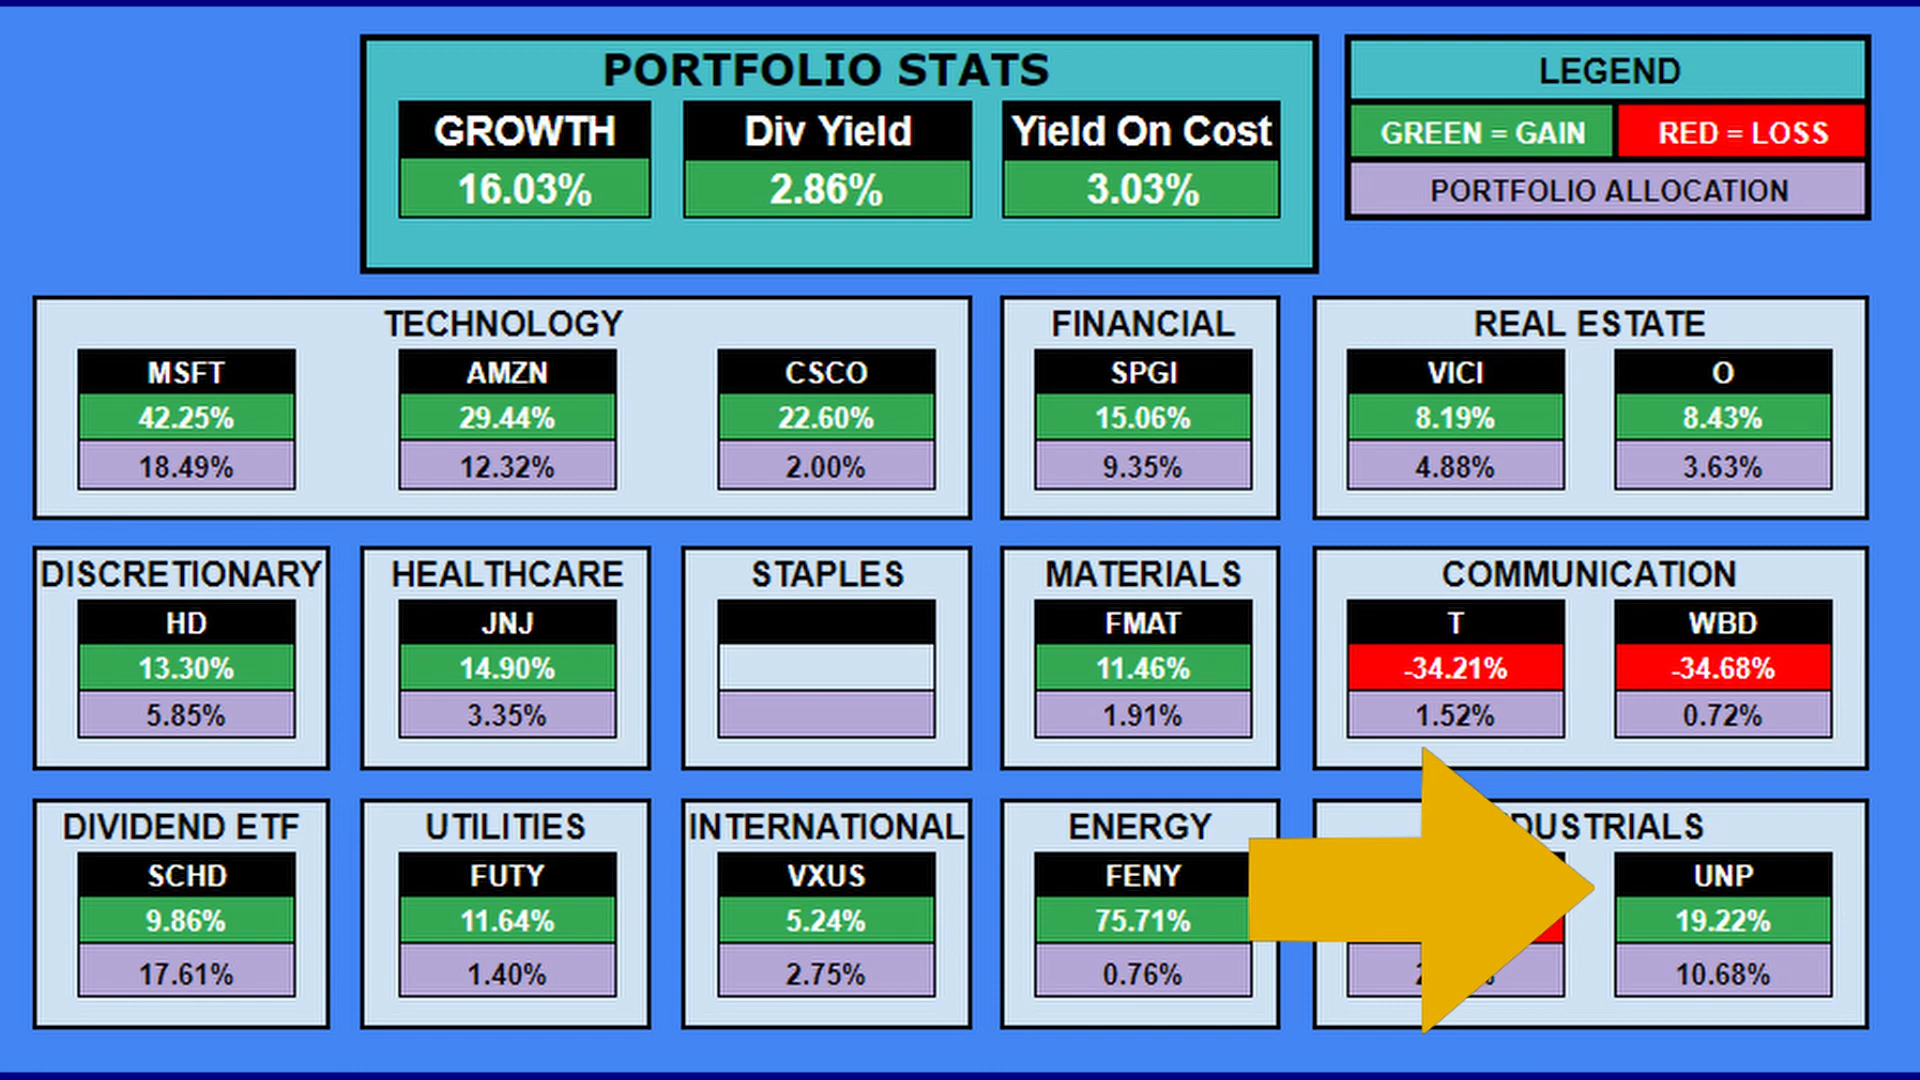 PORTFOLIO STATS
GROWTH Div Yield Yield On Cost
16.03% 2.86% 3.03%
LEGEND
GREEN = GAIN RED = LOSS
PORTFOLIO ALLOCATION
TECHNOLOGY
MSFT AMZN CSCO
42.25% 29.44% 22.60%
18.49% 12.32% 2.00%
FINANCIAL
SPGI
15.06%
9.35%
REAL ESTATE
VICI O
8.19% 8.43%
4.88% 3.63%
DISCRETIONARY
HD
13.30%
5.85%
HEALTHCARE
JNJ
14.90%
3.35%
STAPLES
MATERIALS
FMAT
11.46%
1.91%
COMMUNICATION
T WBD
-34.21% -34.68%
1.52% 0.72%
DIVIDEND ETF
SCHD
9.86%
17.61%
UTILITIES
FUTY
11.64%
1.40%
INTERNATIONAL
VXUS
5.24%
2.75%
ENERGY
FENY
75.71%
0.76%
DUSTRIALS
UNP
19.22%
10.68%